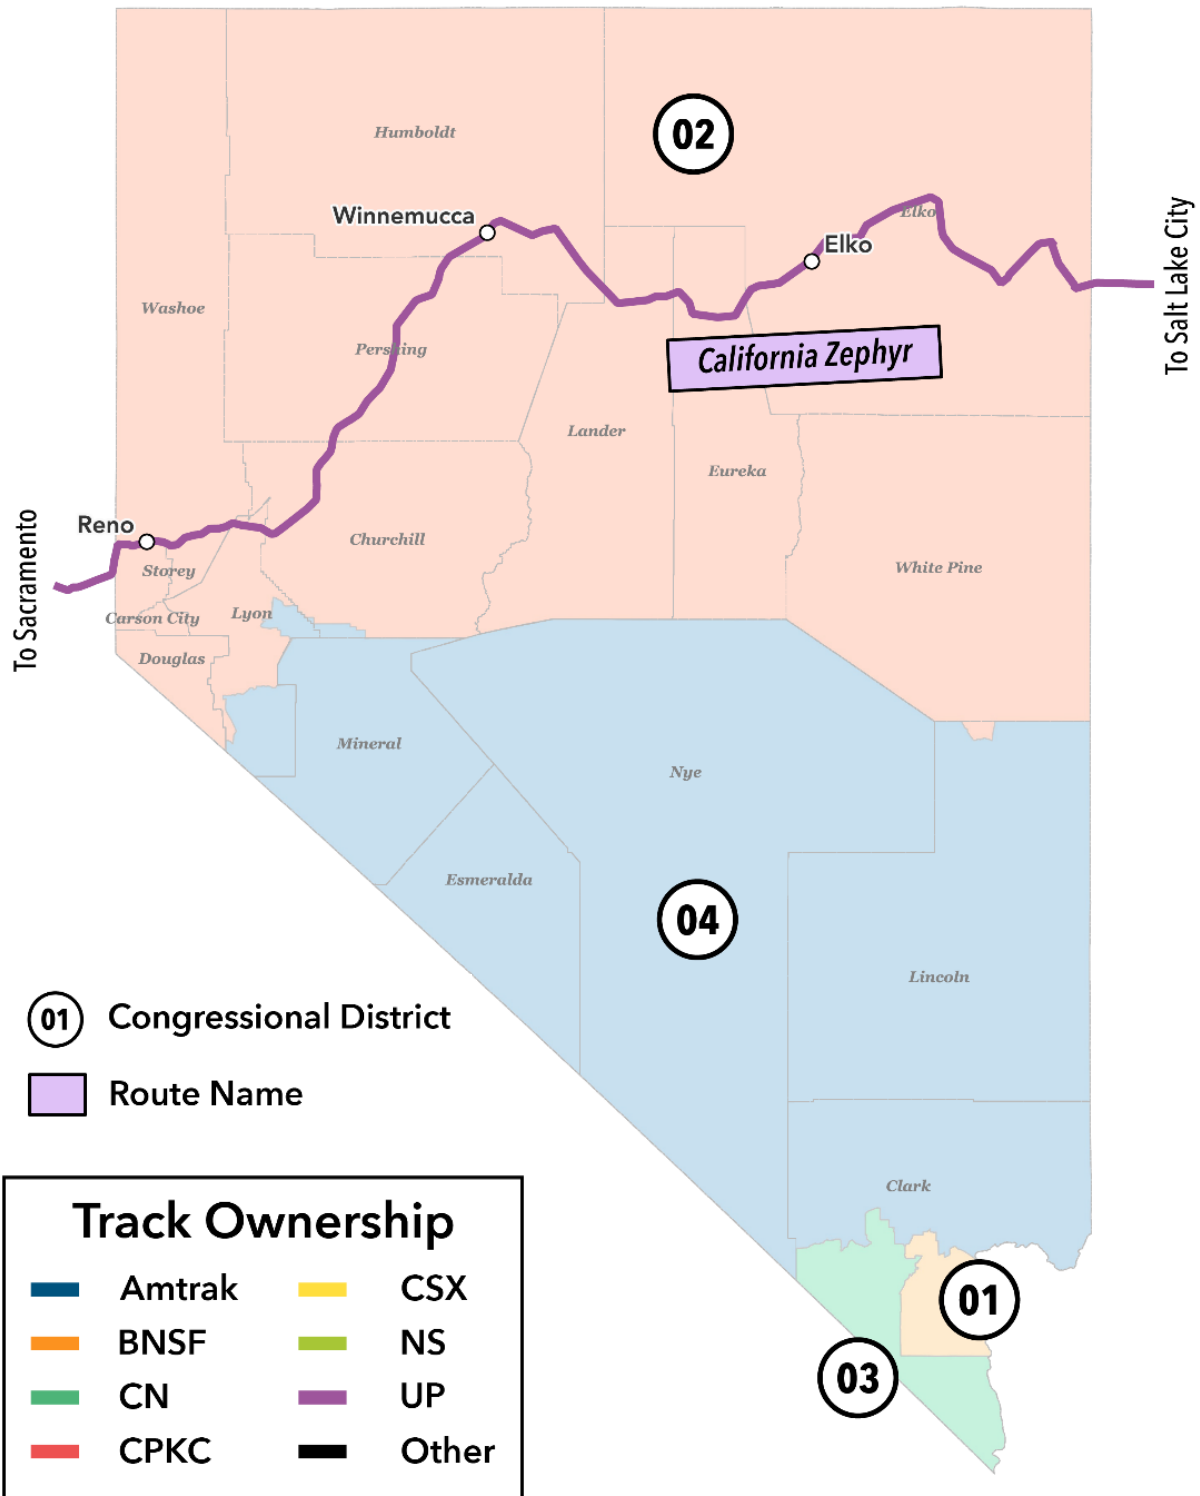 Humboldt
02
Winnemucca
Elko
Elko
To Salt Lake City
Washoe
Pershing
California Zephyr
Lander
Eureka
Reno
To Sacramento
Churchill
Storey
White Pine
Carson City
Lyon
Douglas
Mineral
Nye
Esmeralda
04
Lincoln
01 Congressional District
Route Name
Clark
01
03
Track Ownership
Amtrak CSX
BNSF NS
CN UP
CPKC Other